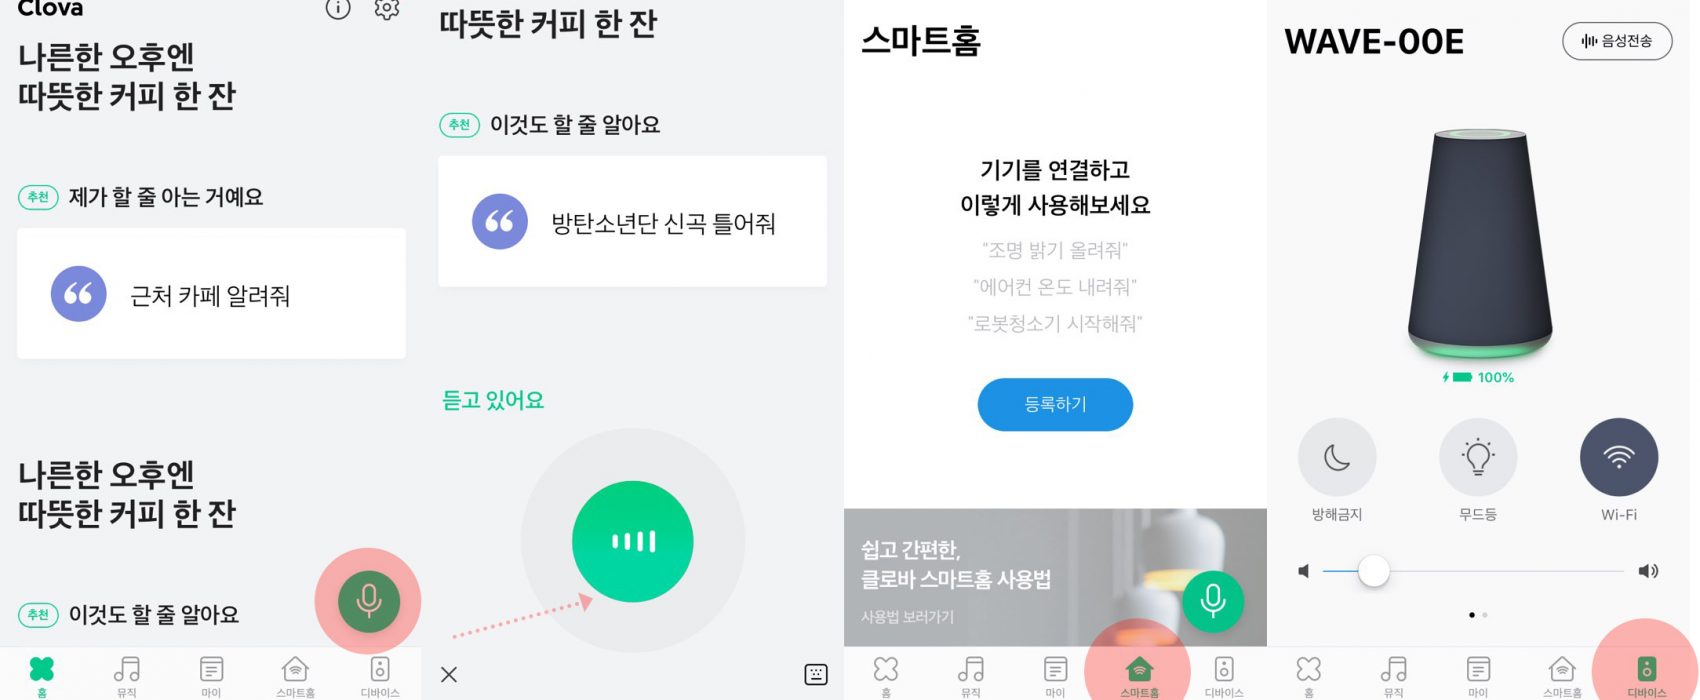 Clova
나른한 오후엔
따뜻한 커피 한 잔
추천 제가 할 줄 아는 거예요
근처 카페 알려줘
나른한 오후엔
따뜻한 커피 한 잔
추천 이것도 할 줄 알아요
홈 뮤직 마이 스마트홈 디바이스
따뜻한 커피 한 잔
추천 이것도 할 줄 알아요
방탄소년단 신곡 틀어줘
듣고 있어요
스마트홈
기기를 연결하고
이렇게 사용해보세요
"조명 밝기 올려줘"
"에어컨 온도 내려줘"
"로봇청소기 시작해줘"
등록하기
쉽고 간편한,
클로바 스마트홈 사용법
사용법 보러가기
홈 뮤직 마이 스마트홈 디바이스
WAVE-00E
음성전송
100%
방해금지 무드등 Wi-Fi
홈 뮤직 마이 스마트홈 디바이스